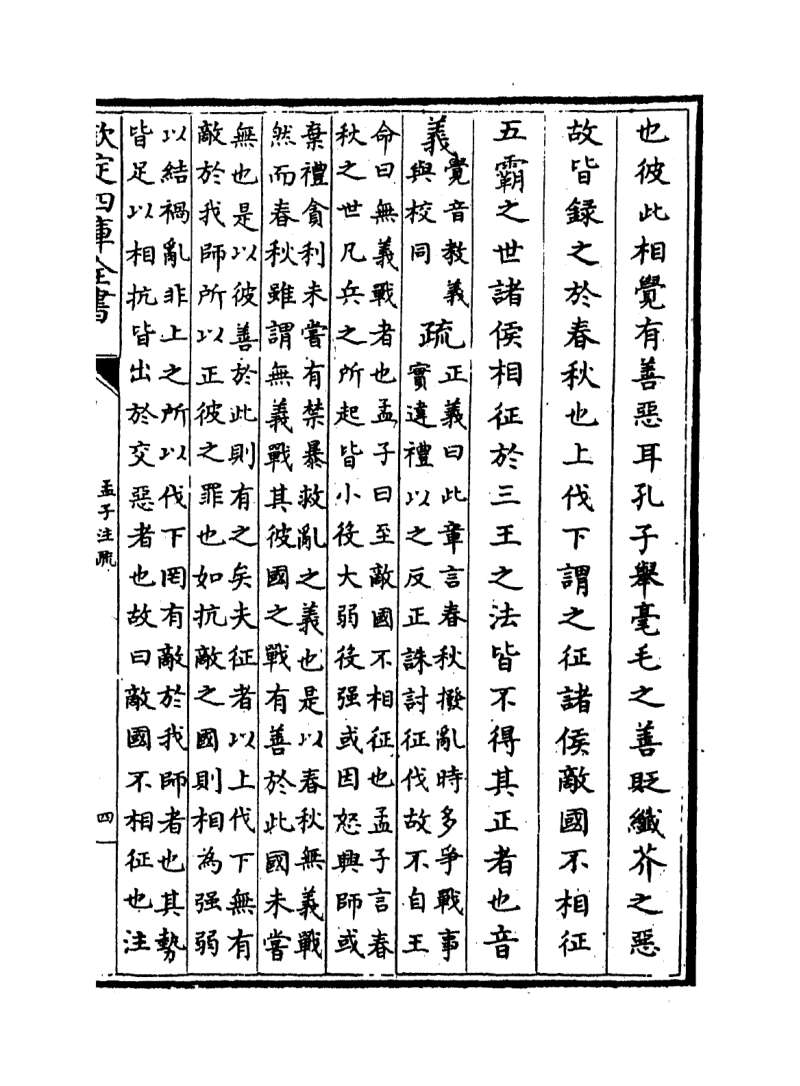 也彼此相覺有善惡耳孔子舉毫毛之善貶纎芥之惡
故皆録之於春秋也上伐下謂之征諸侯敵國不相征
五霸之世諸侯相征於三王之法皆不得其正者也音
義覺音教義
與校同
疏正義曰此章言春秋撥亂時多爭戰事
實違禮以之反正誅討征伐故不自王
命曰無義戰者也孟子曰至敵國不相征也孟子言春
秋之世凡兵之所起皆小役大弱役强或因怒興師或
棄禮貪利未嘗有禁暴救亂之義也是以春秋無義戰
然而春秋雖謂無義戰其彼國之戰有善於此國未嘗
無也是以彼善於此則有之矣夫征者以上伐下無有
敵於我師所以正彼之罪也如抗敵之國則相為强弱
以結禍亂非上之所以伐下罔有敵於我師者也其勢
皆足以相抗皆出於交惡者也故曰敵國不相征也注
欽定四庫全書
孟子注疏
四